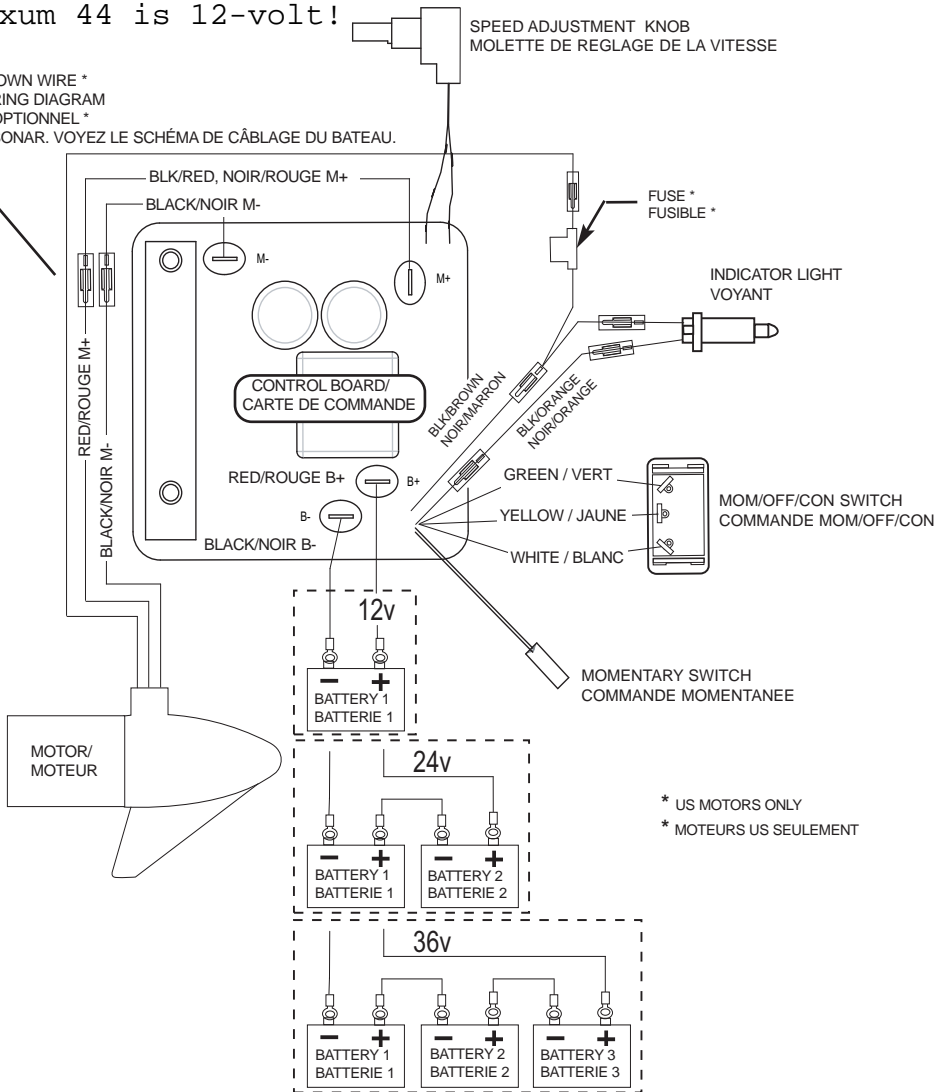 xum 44 is 12-volt!
SPEED ADJUSTMENT KNOB
MOLETTE DE REGLAGE DE LA VITESSE
OWN WIRE *
RING DIAGRAM
OPTIONNEL *
SONAR. VOYEZ LE SCHÉMA DE CÂBLAGE DU BATEAU.
BLK/RED, NOIR/ROUGE M+
BLACK/NOIR M-
FUSE *
FUSIBLE *
M-
M+
INDICATOR LIGHT
VOYANT
RED/ROUGE M+
BLACK/NOIR M-
CONTROL BOARD/
CARTE DE COMMANDE
BLK/BROWN
NOIR/MARRON
BLK/ORANGE
NOIR/ORANGE
RED/ROUGE B+
B+
B-
BLACK/NOIR B-
GREEN / VERT
YELLOW / JAUNE
WHITE / BLANC
MOM/OFF/CON SWITCH
COMMANDE MOM/OFF/CON
12v
BATTERY 1
BATTERIE 1
MOMENTARY SWITCH
COMMANDE MOMENTANEE
MOTOR/
MOTEUR
24v
BATTERY 1
BATTERIE 1
BATTERY 2
BATTERIE 2
* US MOTORS ONLY
* MOTEURS US SEULEMENT
36v
BATTERY 1
BATTERIE 1
BATTERY 2
BATTERIE 2
BATTERY 3
BATTERIE 3